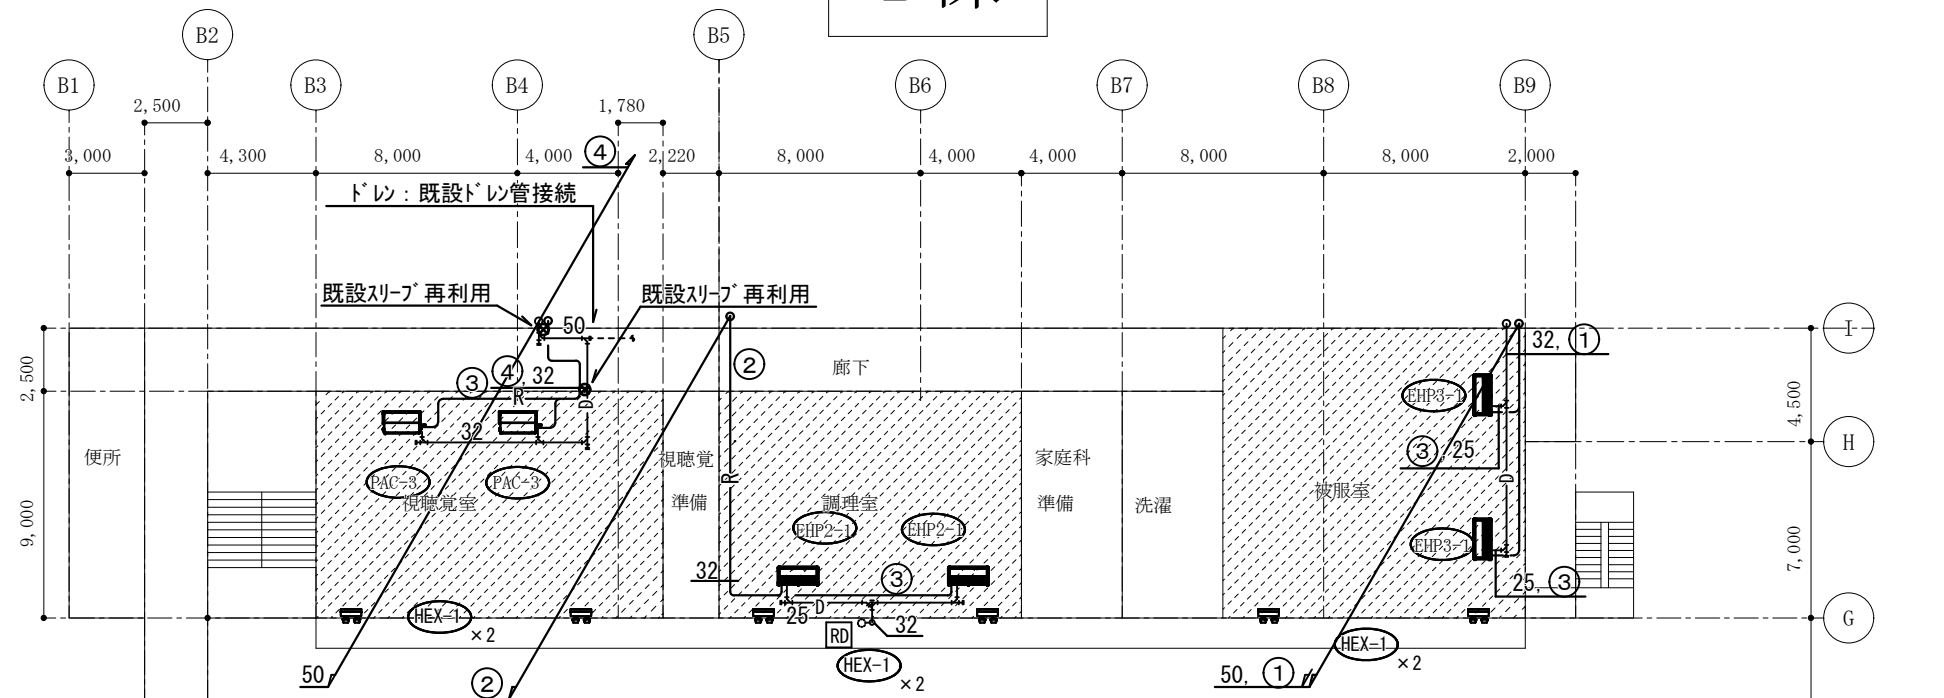 B1
B2
B3
B4
B5
B6
B7
B8
B9
2,500
1,780
3,000
4,300
8,000
4,000
④
2,220
8,000
4,000
4,000
8,000
8,000
2,000
ドレン：既設ドレン管接続
既設スリーブ再利用
既設スリーブ再利用
50
32, ①
I
②
廊下
③
④, 32
R
D
2,500
4,500
EHP3-1
32
H
便所
視聴覚
準備
家庭科
準備
③, 25
PAC-3
PAC-3
視聴覚室
R
調理室
洗濯
被服室
D
9,000
7,000
EHP2-1
EHP2-1
EHP3-1
32
③
25, ③
D
25
32
RD
G
HEX-1
×2
HEX-1
×2
HEX-1
×2
50
②
50, ①